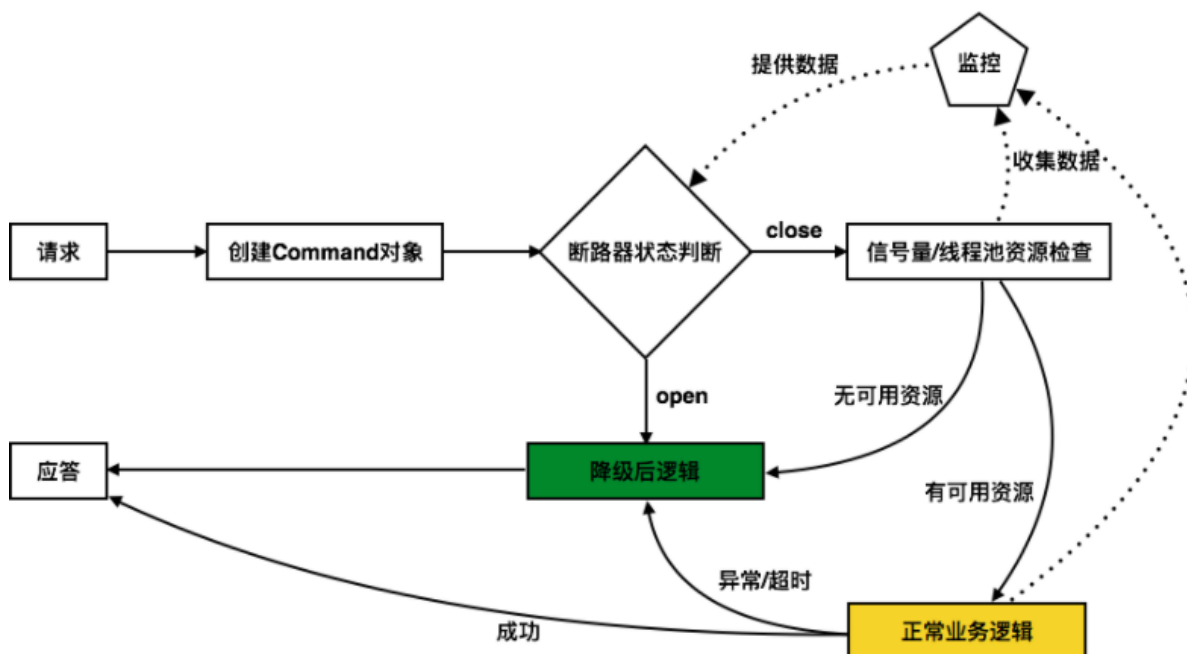 监控
提供数据
收集数据
请求
创建Command对象
断路器状态判断
close
信号量/线程池资源检查
open
无可用资源
应答
降级后逻辑
有可用资源
异常/超时
成功
正常业务逻辑